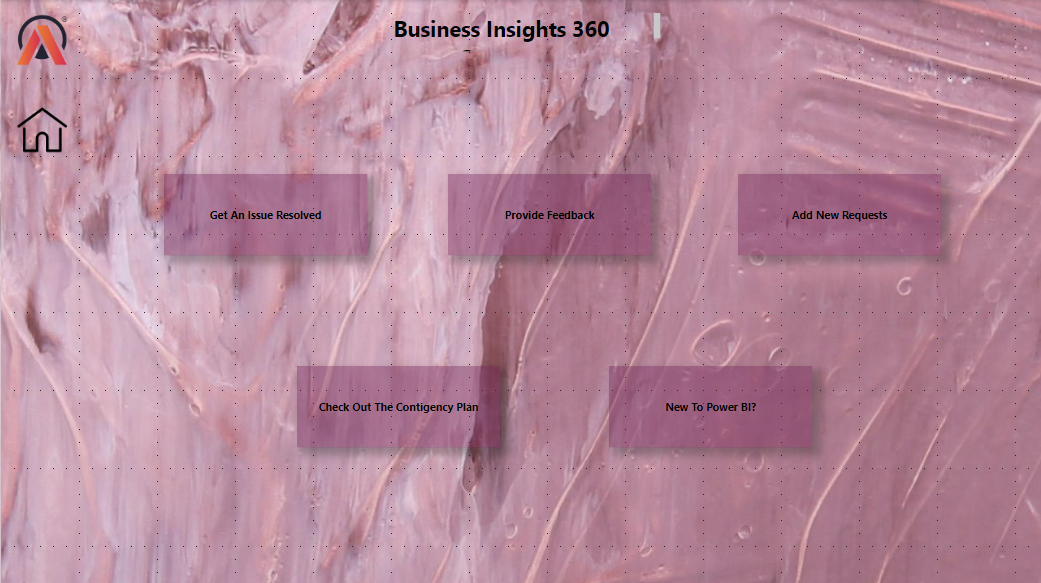 Business Insights 360
Get An Issue Resolved
Provide Feedback
Add New Requests
Check Out The Contigency Plan
New To Power BI?